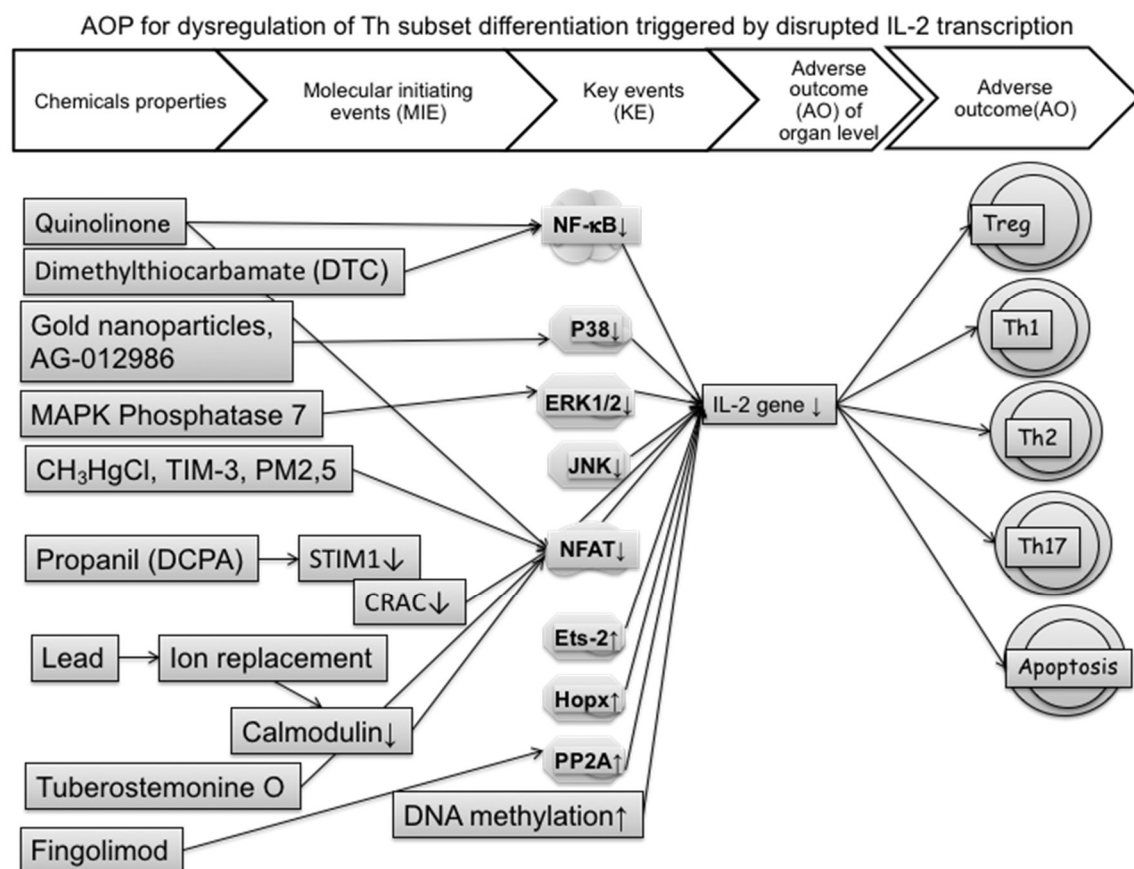 AOP for dysregulation of Th subset differentiation triggered by disrupted IL-2 transcription
Chemicals properties
Molecular initiating
events (MIE)
Key events
(KE)
Adverse
outcome
(AO) of
organ level
Adverse
outcome(AO)
Quinolinone
Dimethylthiocarbamate (DTC)
Gold nanoparticles,
AG-012986
MAPK Phosphatase 7
CH₃HgCl, TIM-3, PM2,5
Propanil (DCPA)
STIM1↓
CRAC↓
Lead
Ion replacement
Calmodulin↓
Tuberostemonine O
Fingolimod
NF-κB↓
P38↓
ERK1/2↓
JNK↓
NFAT↓
Ets-2↑
Hopx↑
PP2A↑
DNA methylation↑
IL-2 gene ↓
Treg
Th1
Th2
Th17
Apoptosis